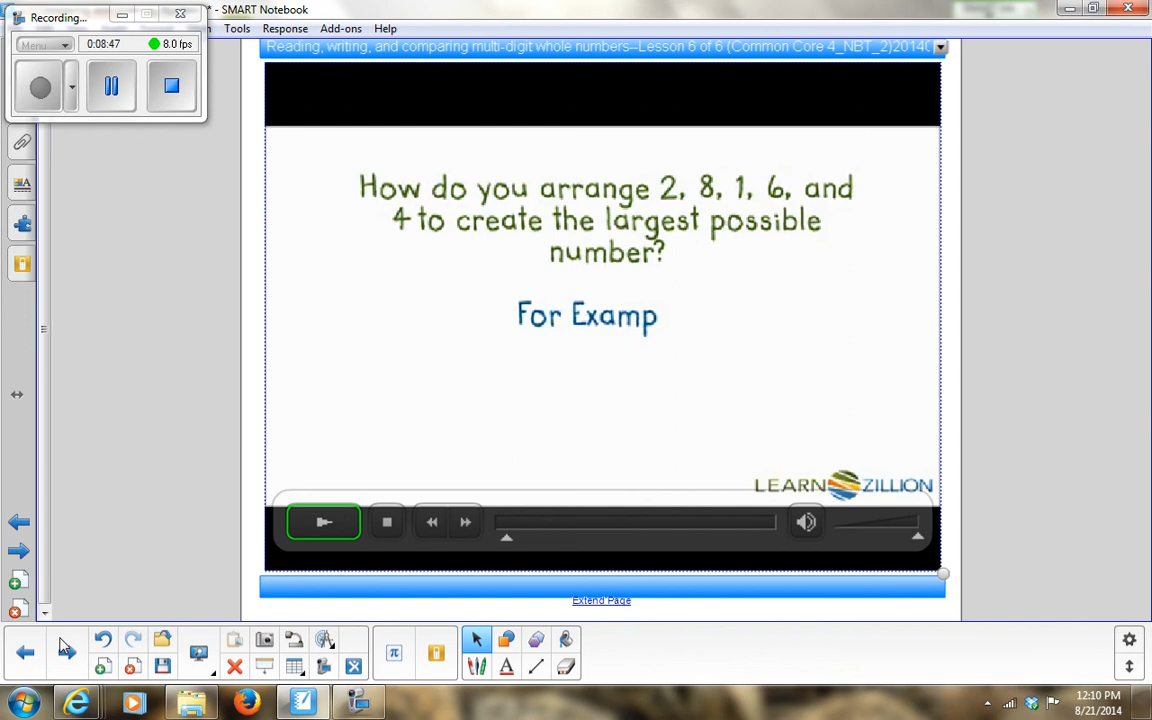 Recording...
SMART Notebook
Tools Response Add-ons Help
Menu 0:08:47 8.0 fps
Reading, writing, and comparing multi-digit whole numbers--Lesson 6 of 6 (Common Core 4_NBT_2)2014
How do you arrange 2, 8, 1, 6, and
4 to create the largest possible
number?
For Examp
LEARN ZILLION
Extend Page
12:10 PM
8/21/2014